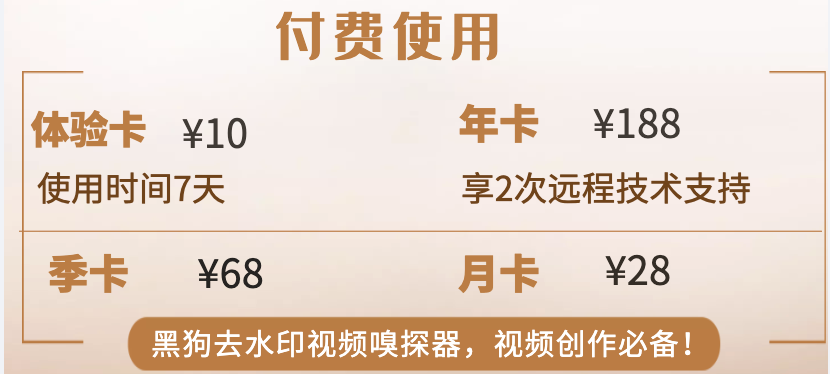 付费使用
体验卡 ¥10
年卡 ¥188
使用时间7天
享2次远程技术支持
季卡 ¥68
月卡 ¥28
黑狗去水印视频嗅探器，视频创作必备！